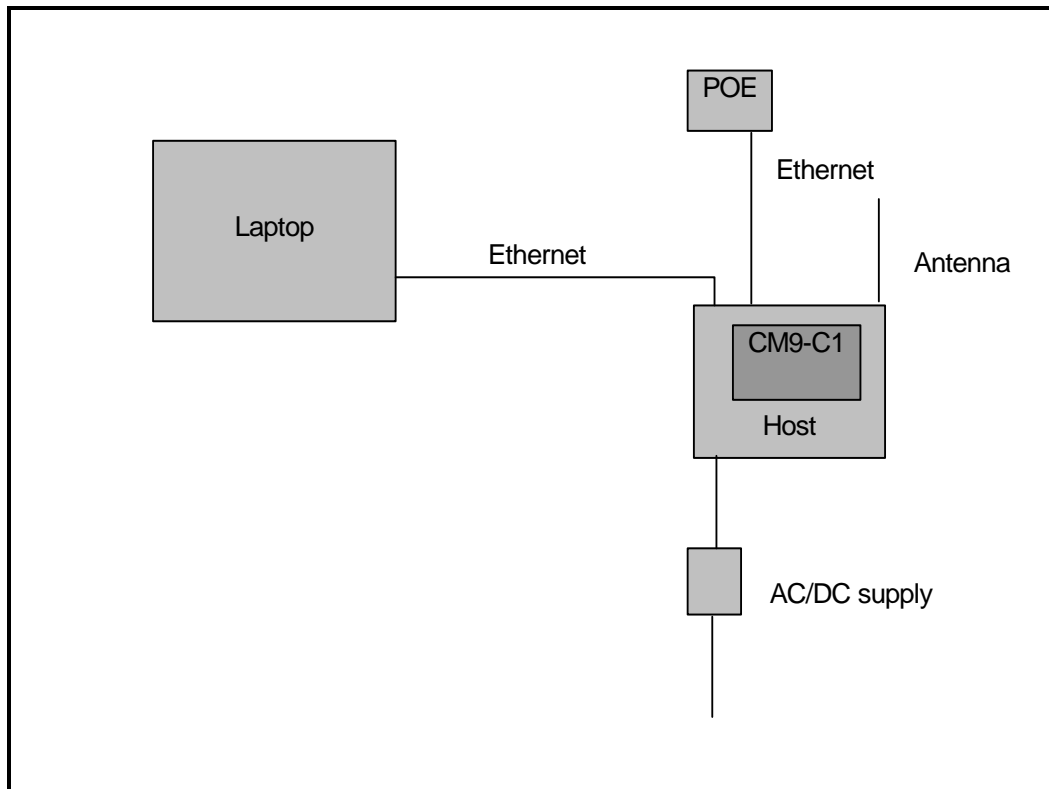 POE
Ethernet
Laptop
Ethernet
Antenna
CM9-C1
Host
AC/DC supply